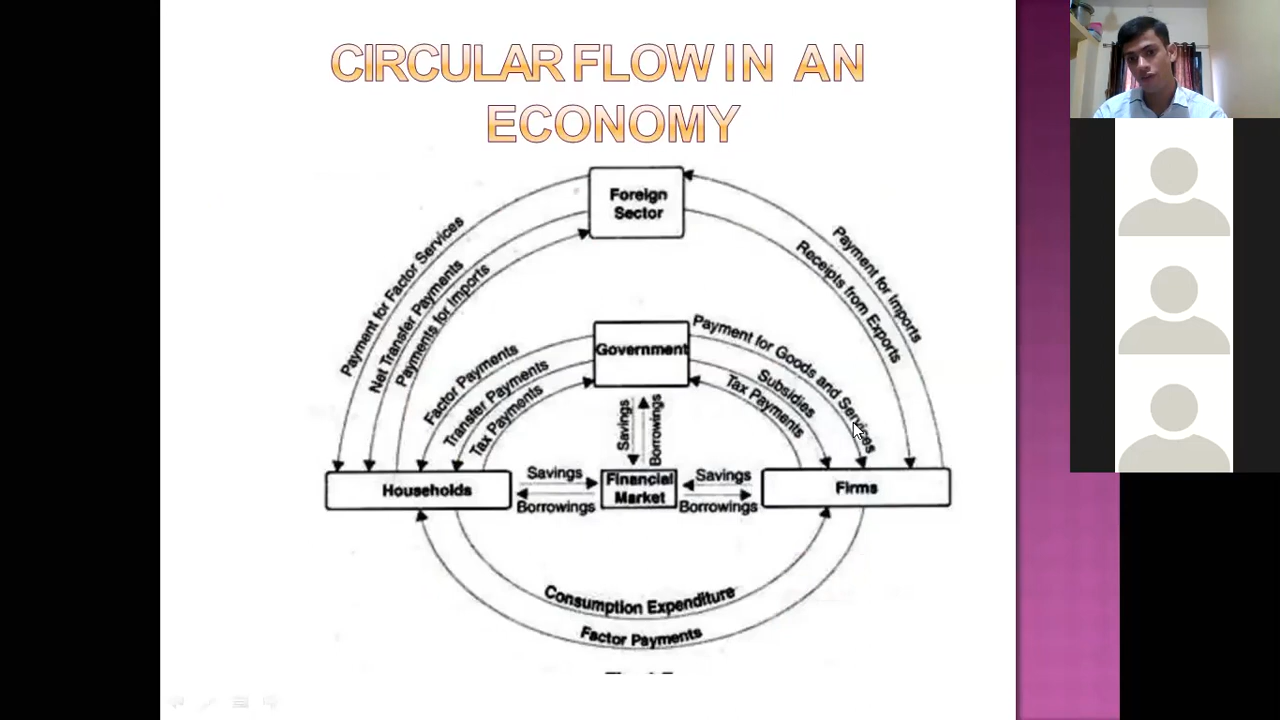 CIRCULAR FLOW IN AN
ECONOMY
Foreign
Sector
Payment for Factor Services
Net Transfer Payments
Payments for Imports
Payment for Imports
Receipts from Exports
Government
Factor Payments
Transfer Payments
Tax Payments
Payment for Goods and Services
Subsidies
Tax Payments
Savings
Borrowings
Households
Savings
Borrowings
Financial
Market
Savings
Borrowings
Firms
Consumption Expenditure
Factor Payments